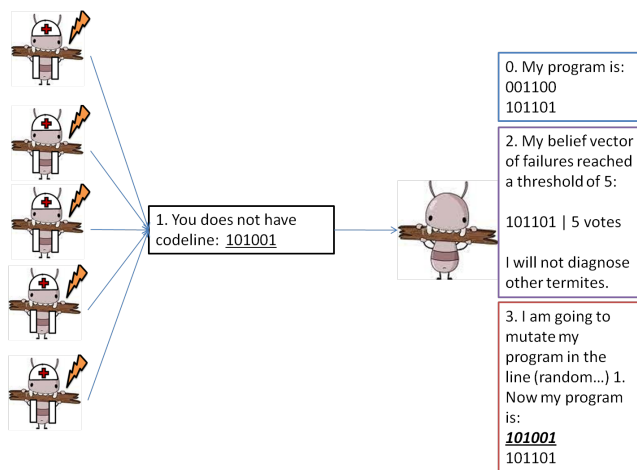 1. You does not have
codeline: 101001
0. My program is:
001100
101101
2. My belief vector
of failures reached
a threshold of 5:
101101 | 5 votes
I will not diagnose
other termites.
3. I am going to
mutate my
program in the
line (random...) 1.
Now my program
is:
101001
101101